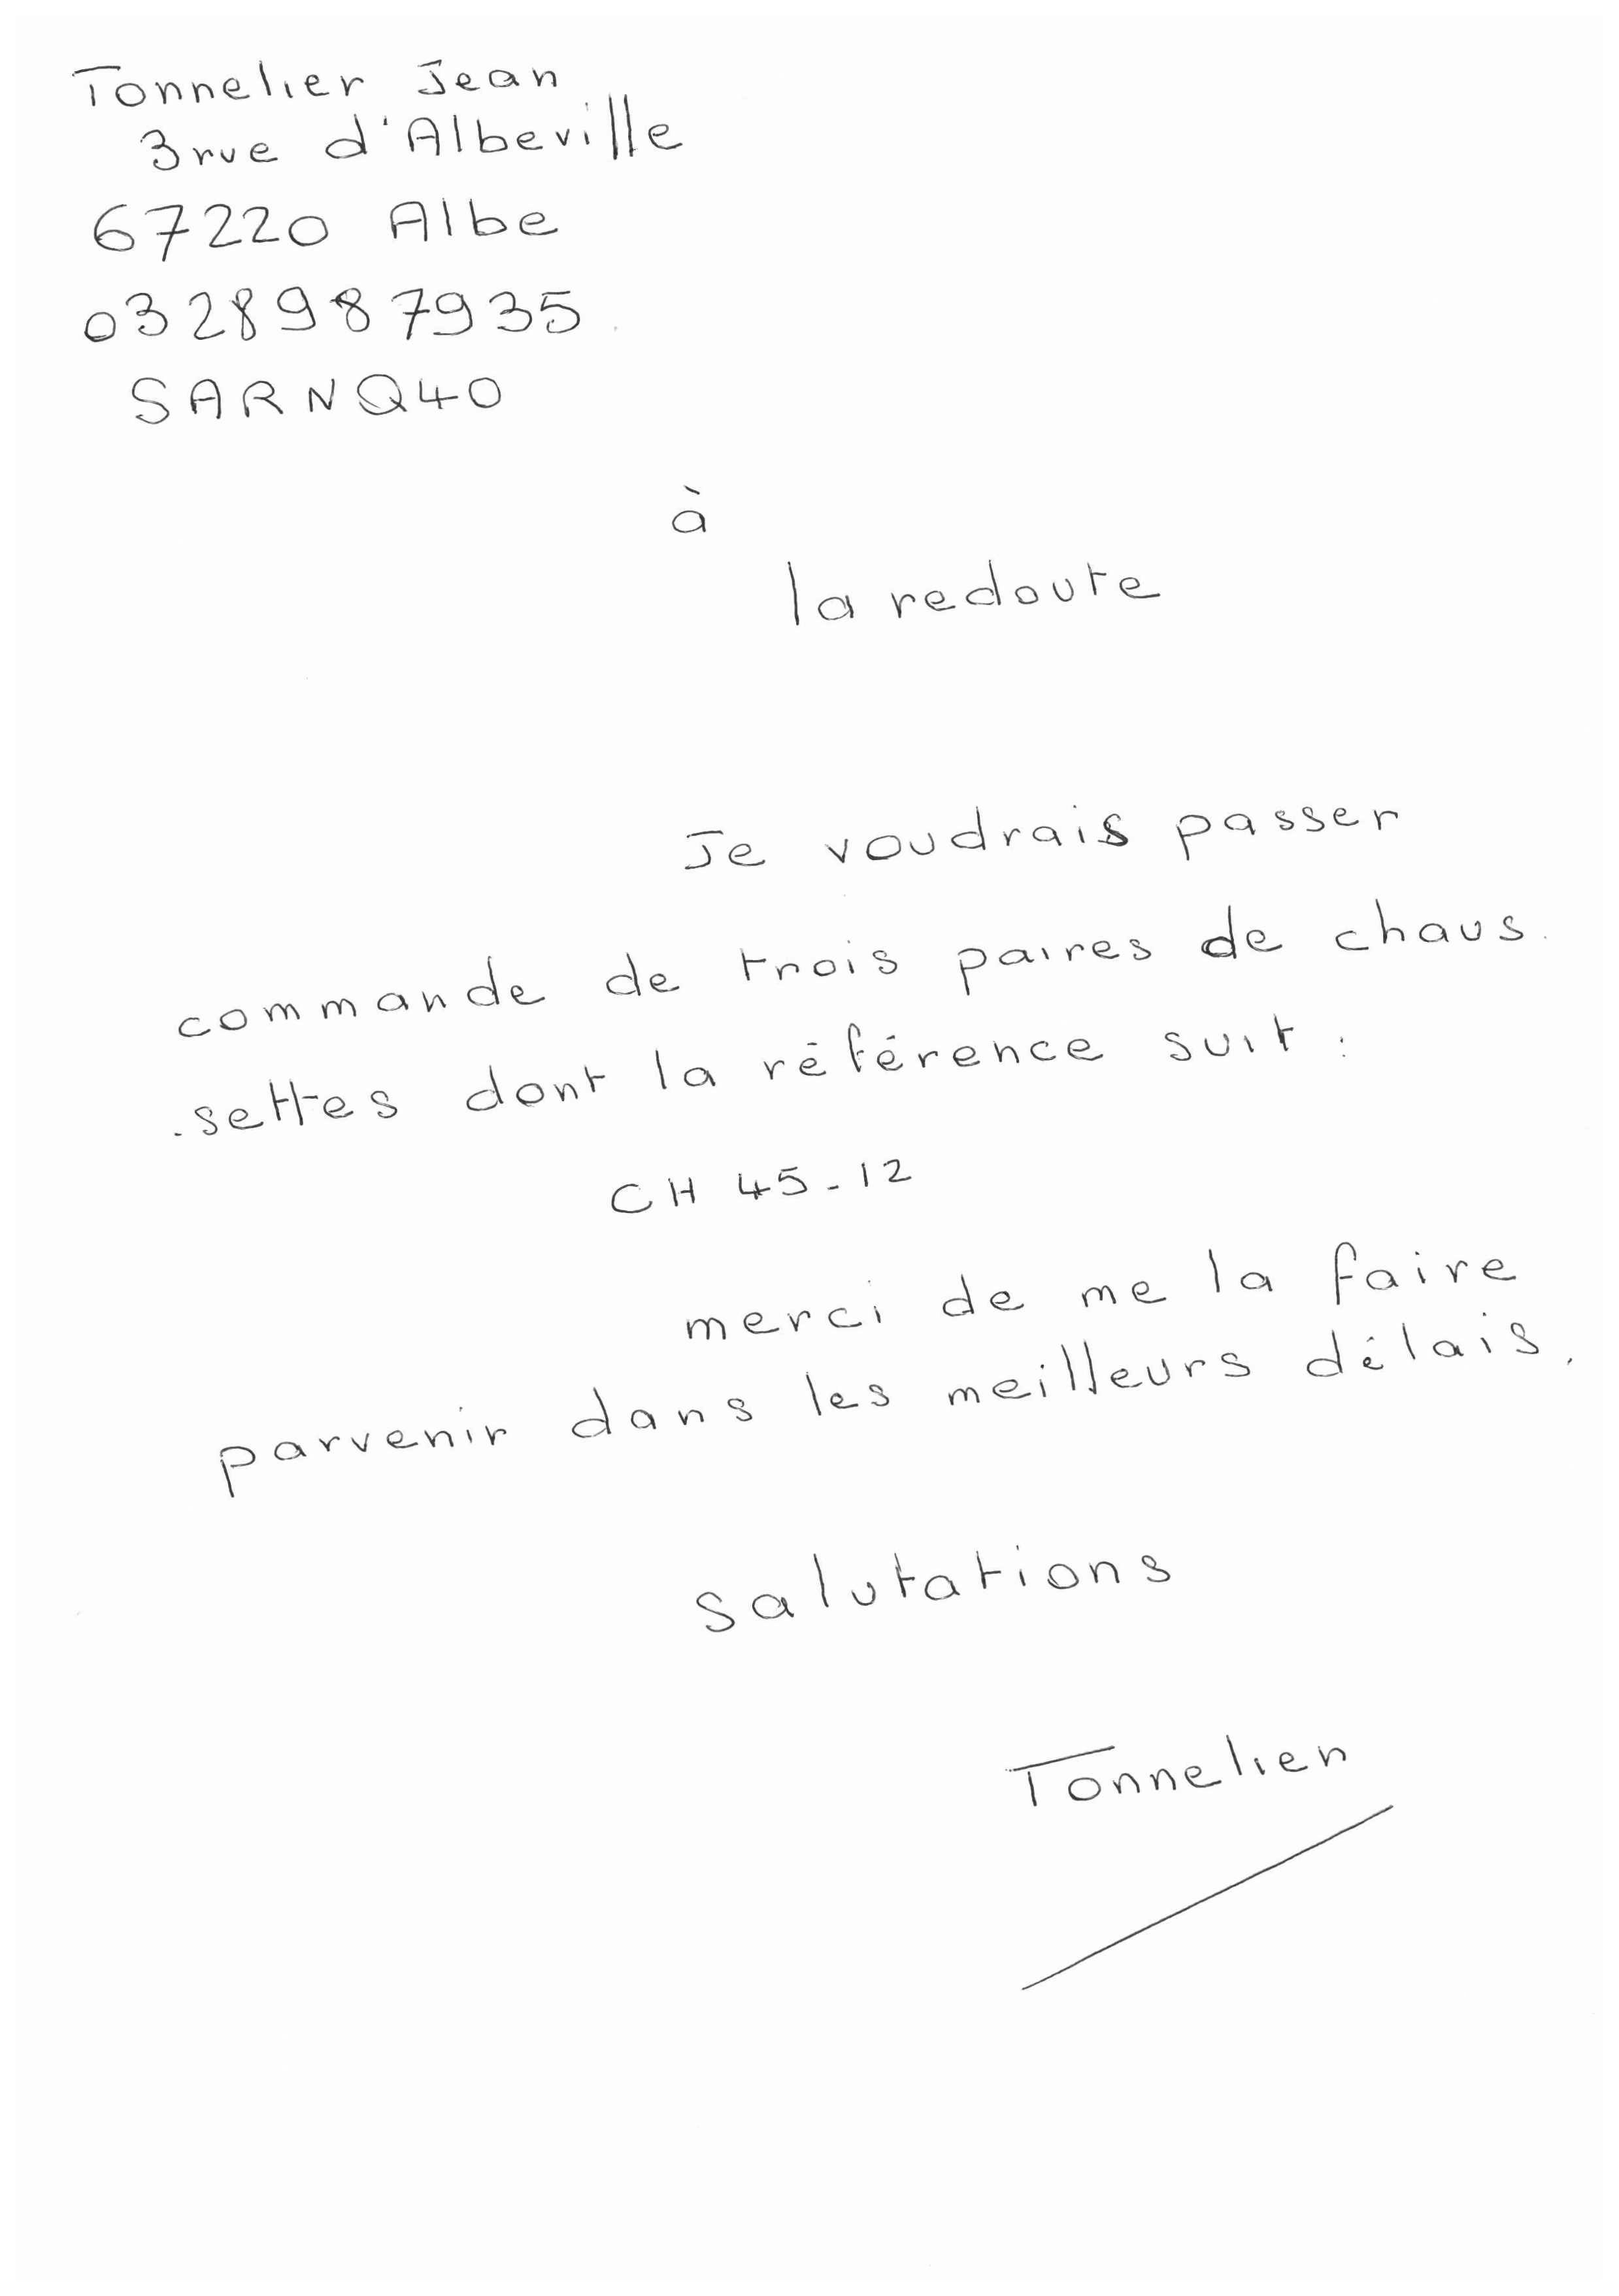 Tonnelier Jean
3 rue d'Albeville
67220 Albe
0328987935
SARNQ40
à
la redoute
Je voudrais passer
commande de trois paires de chaus-
-settes dont la référence suit :
CH 45-12
merci de me la faire
parvenir dans les meilleurs délais.
salutations
Tonnelier